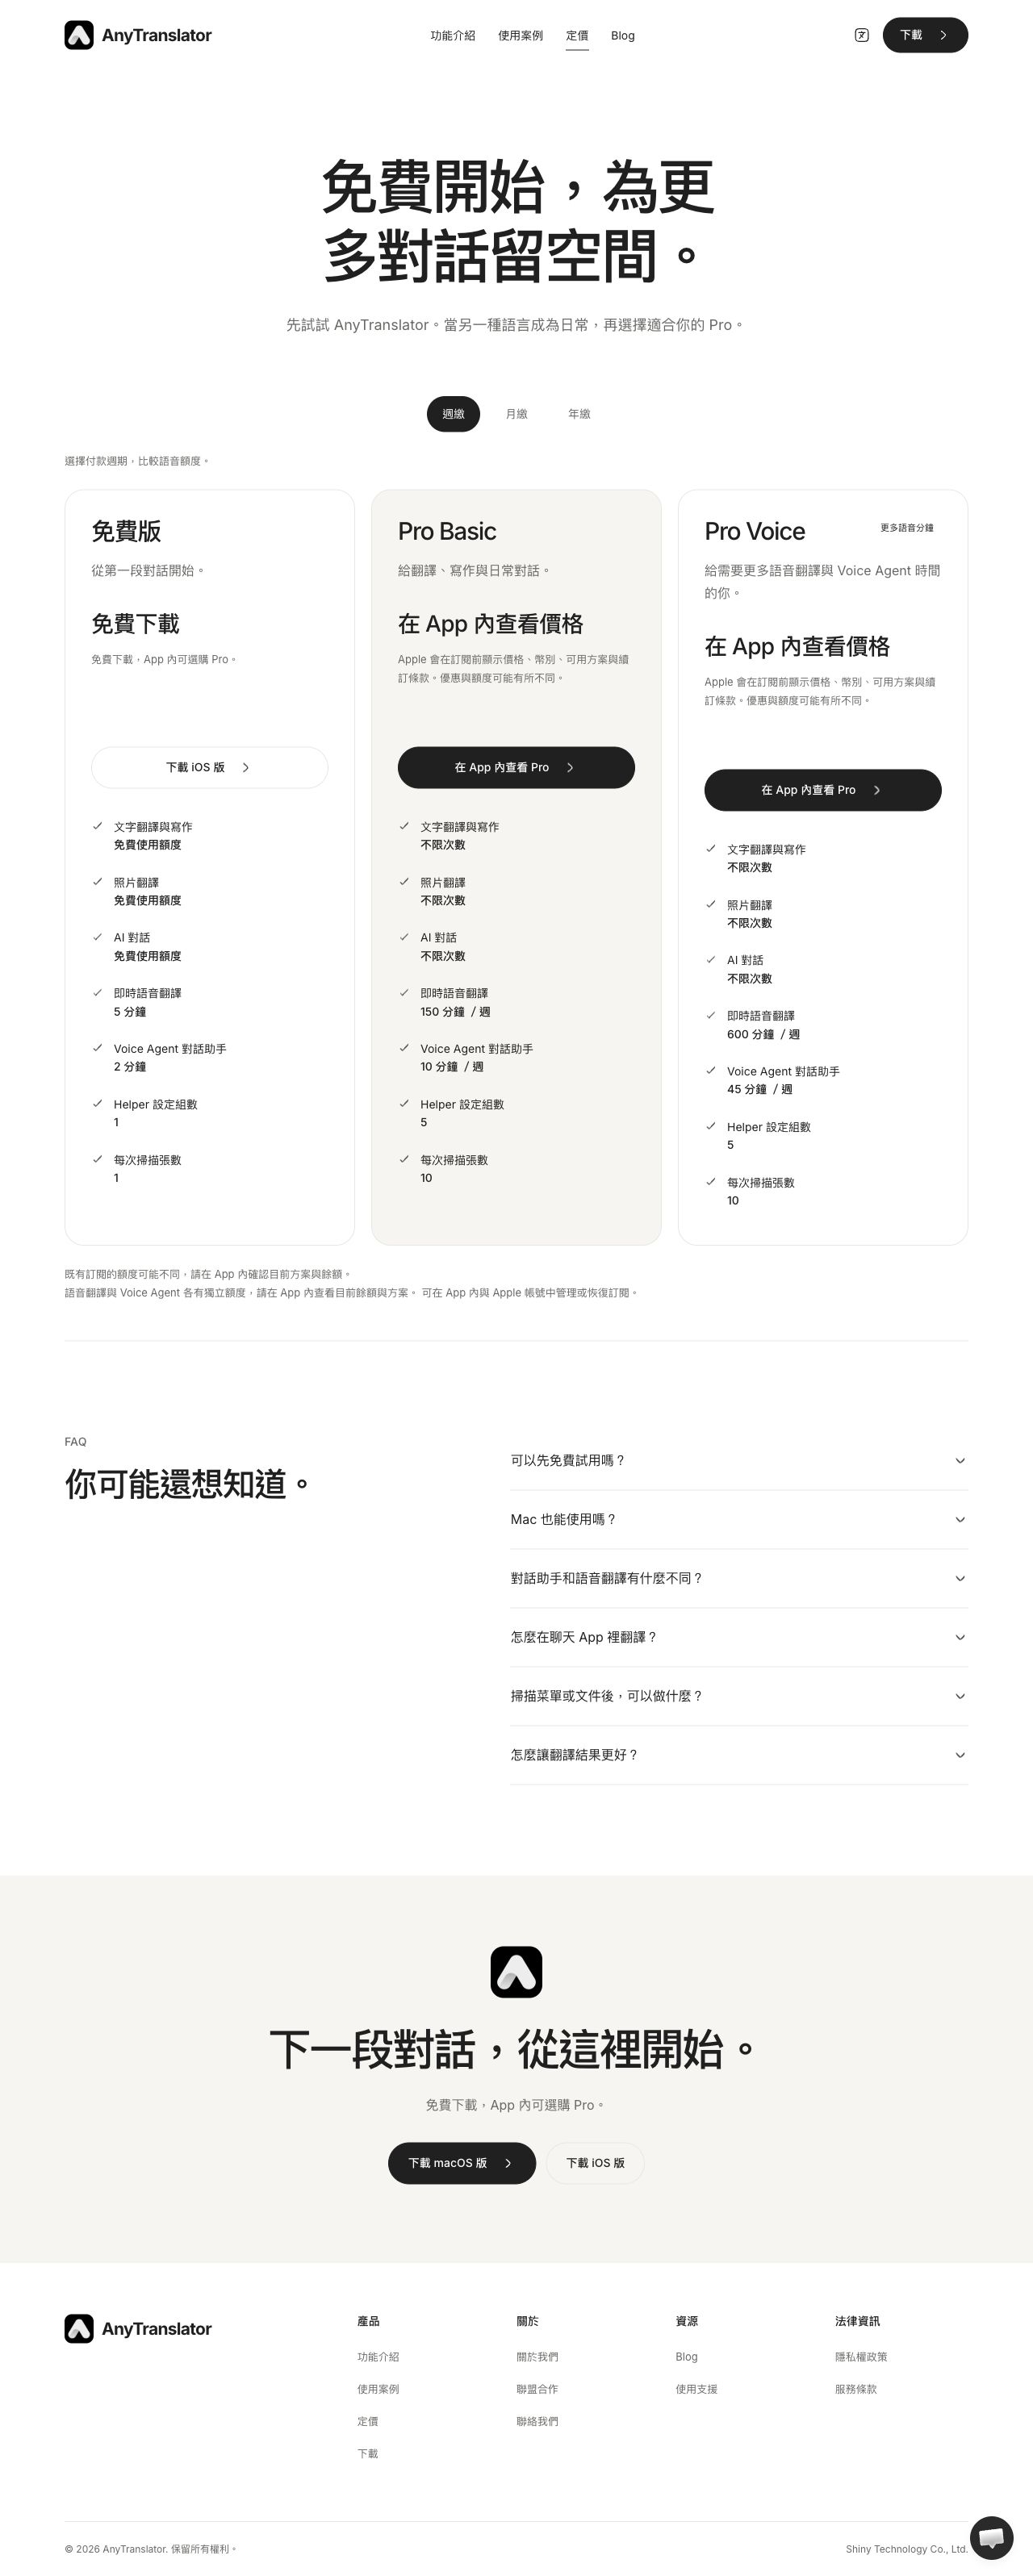 AnyTranslator
功能介紹 使用案例 定價 Blog
下載
免費開始，為更
多對話留空間。
先試試 AnyTranslator。當另一種語言成為日常，再選擇適合你的 Pro。
週繳 月繳 年繳
選擇付款週期，比較語音額度。
免費版
從第一段對話開始。
免費下載
免費下載，App 內可選購 Pro。
下載 iOS 版
文字翻譯與寫作
免費使用額度
照片翻譯
免費使用額度
AI 對話
免費使用額度
即時語音翻譯
5 分鐘
Voice Agent 對話助手
2 分鐘
Helper 設定組數
1
每次掃描張數
1
Pro Basic
給翻譯、寫作與日常對話。
在 App 內查看價格
Apple 會在訂閱前顯示價格、幣別、可用方案與續
訂條款。優惠與額度可能有所不同。
在 App 內查看 Pro
文字翻譯與寫作
不限次數
照片翻譯
不限次數
AI 對話
不限次數
即時語音翻譯
150 分鐘 / 週
Voice Agent 對話助手
10 分鐘 / 週
Helper 設定組數
5
每次掃描張數
10
Pro Voice
更多語音分鐘
給需要更多語音翻譯與 Voice Agent 時間
的你。
在 App 內查看價格
Apple 會在訂閱前顯示價格、幣別、可用方案與續
訂條款。優惠與額度可能有所不同。
在 App 內查看 Pro
文字翻譯與寫作
不限次數
照片翻譯
不限次數
AI 對話
不限次數
即時語音翻譯
600 分鐘 / 週
Voice Agent 對話助手
45 分鐘 / 週
Helper 設定組數
5
每次掃描張數
10
既有訂閱的額度可能不同，請在 App 內確認目前方案與餘額。
語音翻譯與 Voice Agent 各有獨立額度，請在 App 內查看目前餘額與方案。 可在 App 內與 Apple 帳號中管理或恢復訂閱。
FAQ
你可能還想知道。
可以先免費試用嗎？
Mac 也能使用嗎？
對話助手和語音翻譯有什麼不同？
怎麼在聊天 App 裡翻譯？
掃描菜單或文件後，可以做什麼？
怎麼讓翻譯結果更好？
下一段對話，從這裡開始。
免費下載，App 內可選購 Pro。
下載 macOS 版
下載 iOS 版
AnyTranslator
產品
功能介紹
使用案例
定價
下載
關於
關於我們
聯盟合作
聯絡我們
資源
Blog
使用支援
法律資訊
隱私權政策
服務條款
© 2026 AnyTranslator. 保留所有權利。
Shiny Technology Co., Ltd.